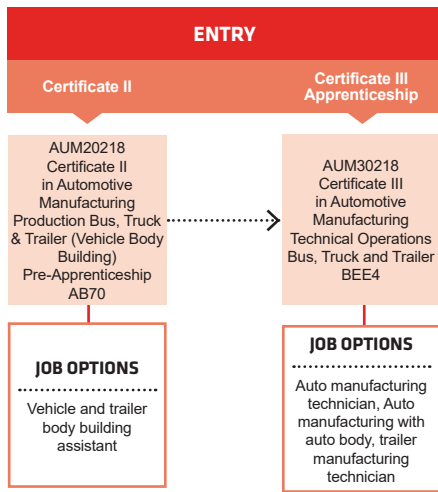 ENTRY
Certificate II
Certificate III
Apprenticeship
AUM20218
Certificate II
in Automotive
Manufacturing
Production Bus, Truck
& Trailer (Vehicle Body
Building)
Pre-Apprenticeship
AB70
AUM30218
Certificate III
in Automotive
Manufacturing
Technical Operations
Bus, Truck and Trailer
BEE4
JOB OPTIONS
Vehicle and trailer
body building
assistant
JOB OPTIONS
Auto manufacturing
technician, Auto
manufacturing with
auto body, trailer
manufacturing
technician